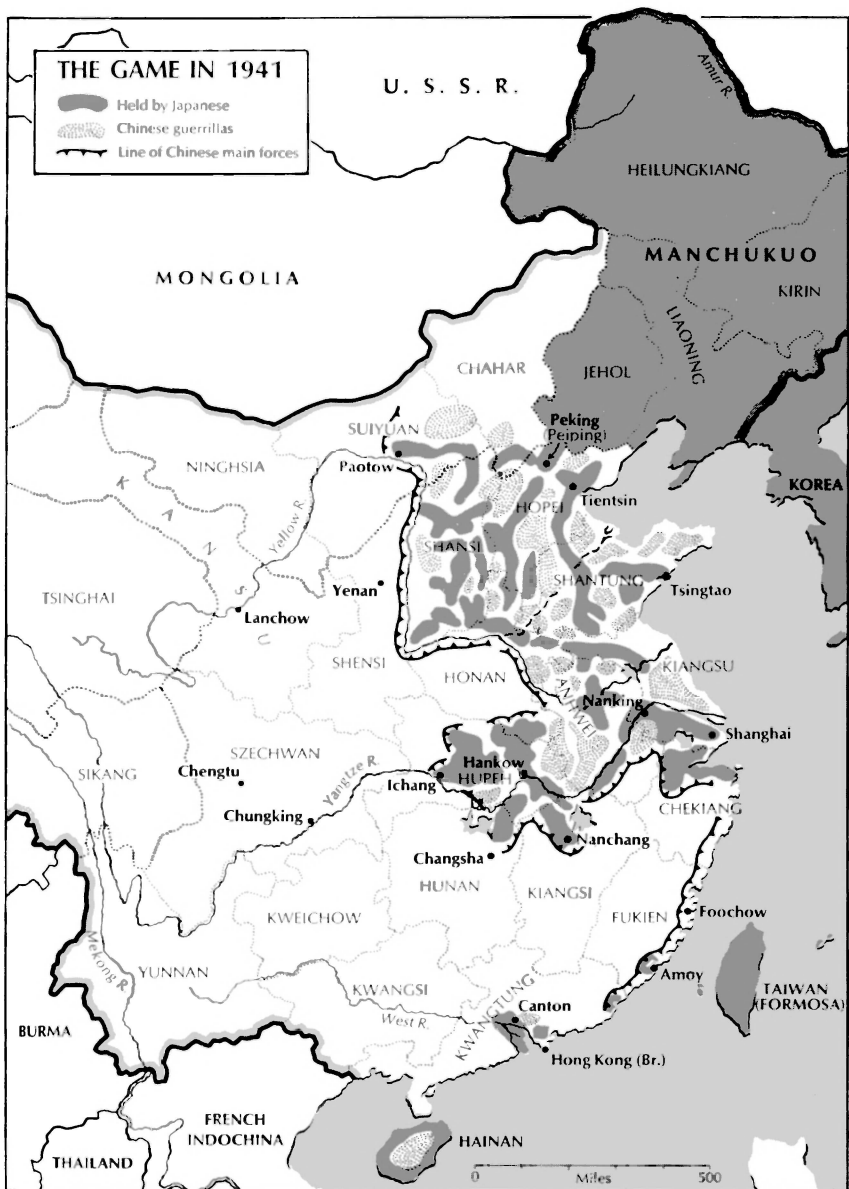 THE GAME IN 1941
Held by Japanese
Chinese guerrillas
Line of Chinese main forces
U. S. S. R.
Amur R.
HEILUNGKIANG
MANCHUKUO
MONGOLIA
KIRIN
LIAONING
CHAHAR
JEHOL
Peking
(Peiping)
SUIYUAN
NINGHSIA
Paotow
KOREA
KANSU
Yallow R.
HOPEI
Tientsin
SHANSI
SHANTUNG
Yenan
Tsingtao
TSINGHAI
Lanchow
SHENSI
HONAN
KIANGSU
ANHWEI
Nanking
Shanghai
SZECHWAN
SIKANG
Chengtu
Yangtze R.
Hankow
HUPEH
Ichang
Chungking
CHEKIANG
Nanchang
Changsha
HUNAN
KIANGSI
KWEICHOW
FUKIEN
Foochow
Mekong R.
YUNNAN
KWANGSI
Amoy
TAIWAN
(FORMOSA)
KWANGTUNG
Canton
BURMA
West R.
Hong Kong (Br.)
FRENCH
INDOCHINA
HAINAN
THAILAND
0 Miles 500